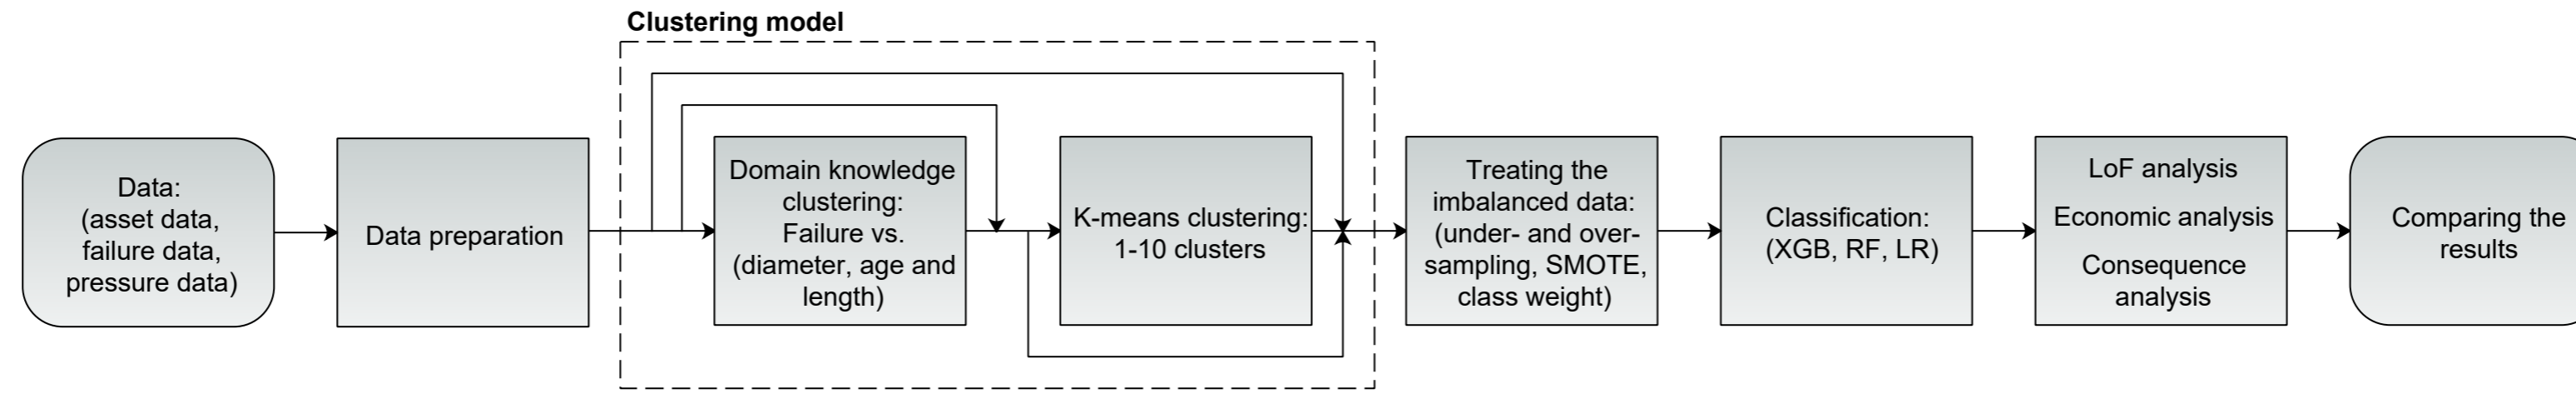 Clustering model
Data:
(asset data,
failure data,
pressure data)
Data preparation
Domain knowledge
clustering:
Failure vs.
(diameter, age and
length)
K-means clustering:
1-10 clusters
Treating the
imbalanced data:
(under- and over-
sampling, SMOTE,
class weight)
Classification:
(XGB, RF, LR)
LoF analysis
Economic analysis
Consequence
analysis
Comparing the
results